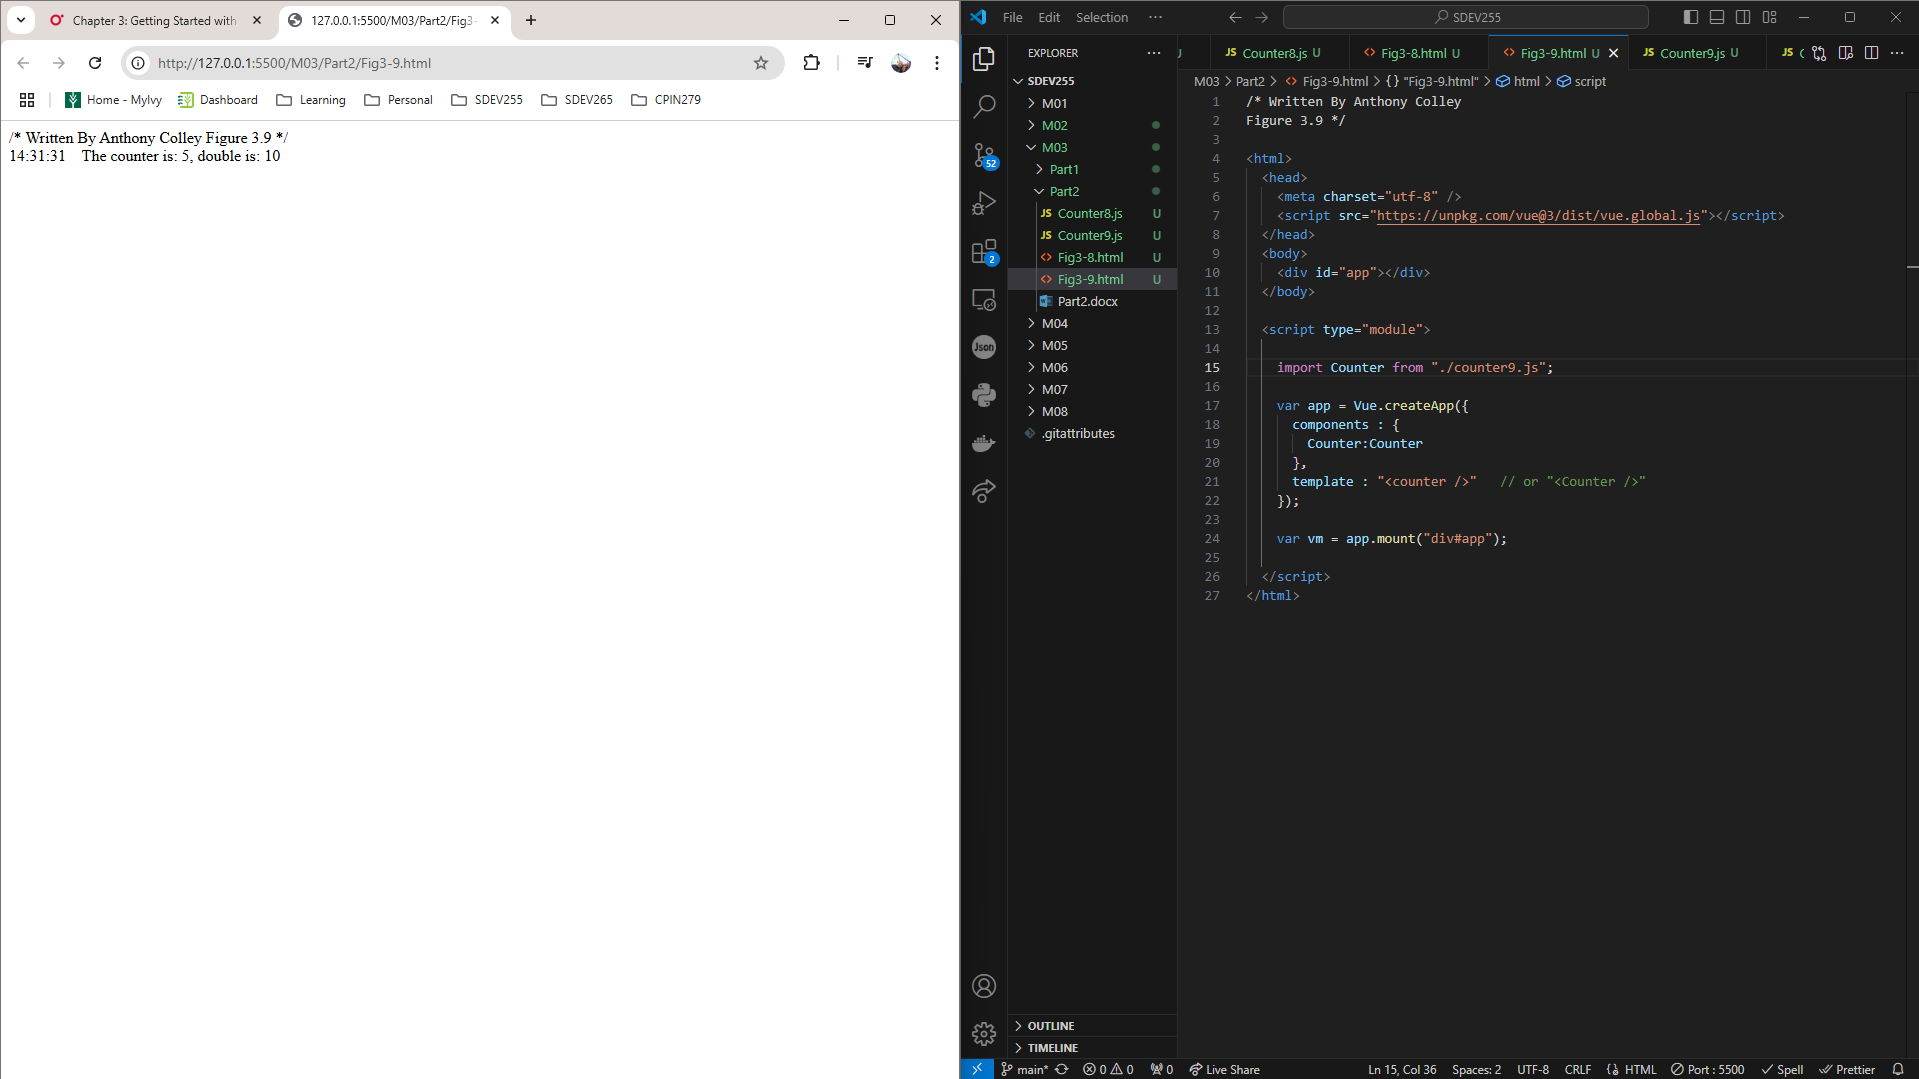 Chapter 3: Getting Started with
127.0.0.1:5500/M03/Part2/Fig3-
http://127.0.0.1:5500/M03/Part2/Fig3-9.html
Home - MyIvy
Dashboard
Learning
Personal
SDEV255
SDEV265
CPIN279
/* Written By Anthony Colley Figure 3.9 */
14:31:31 The counter is: 5, double is: 10
File Edit Selection ···
SDEV255
EXPLORER
SDEV255
M01
M02
M03
Part1
Part2
JS Counter8.js U
JS Counter9.js U
<> Fig3-8.html U
<> Fig3-9.html U
Part2.docx
M04
M05
M06
M07
M08
.gitattributes
OUTLINE
TIMELINE
52
2
Json
U
JS Counter8.js U
<> Fig3-8.html U
<> Fig3-9.html U
JS Counter9.js U
JS C
M03 > Part2 > <> Fig3-9.html > {} "Fig3-9.html" > html > script
1 /* Written By Anthony Colley
2 Figure 3.9 */
3
4 <html>
5 <head>
6 <meta charset="utf-8" />
7 <script src="https://unpkg.com/vue@3/dist/vue.global.js"></script>
8 </head>
9 <body>
10 <div id="app"></div>
11 </body>
12
13 <script type="module">
14
15 import Counter from "./counter9.js";
16
17 var app = Vue.createApp({
18 components : {
19 Counter:Counter
20 },
21 template : "<counter />" // or "<Counter />"
22 });
23
24 var vm = app.mount("div#app");
25
26 </script>
27 </html>
main* 0 0 0 Live Share
Ln 15, Col 36 Spaces: 2 UTF-8 CRLF {} HTML Port : 5500 Spell Prettier